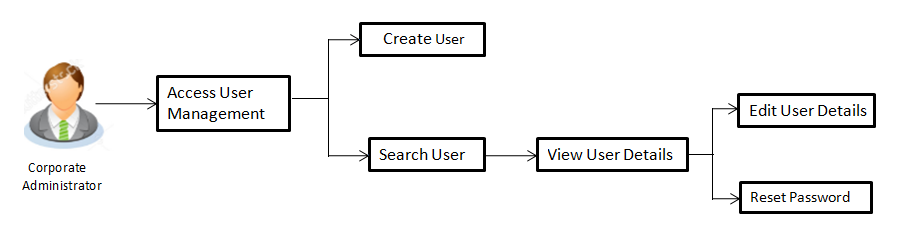 Create User
Access User
Management
Edit User Details
Search User
View User Details
Corporate
Administrator
Reset Password